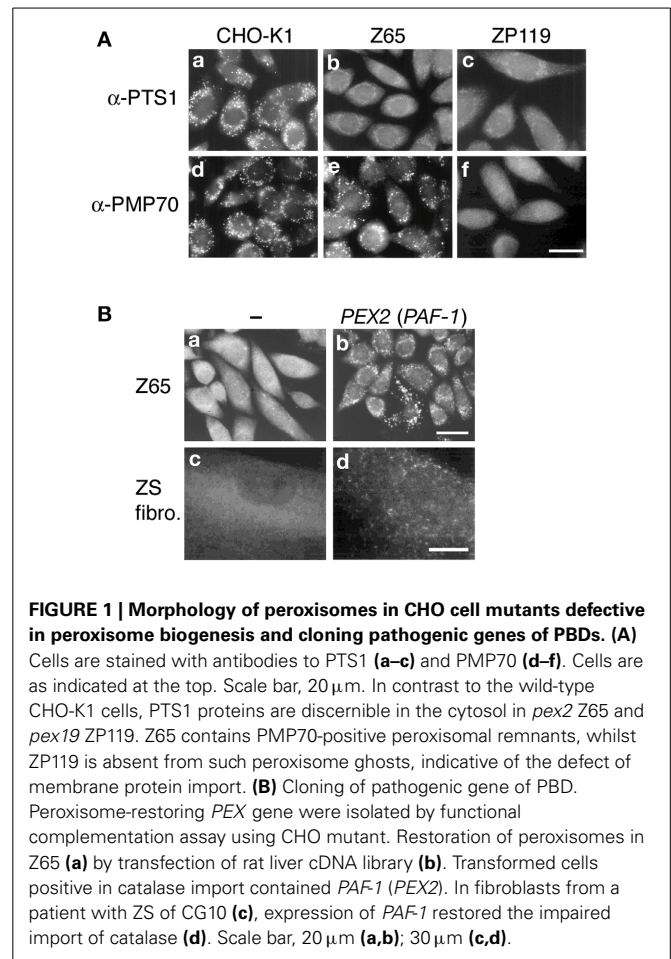 A
CHO-K1 Z65 ZP119
α-PTS1
a b c
α-PMP70
d e f
B
– PEX2 (PAF-1)
Z65
a b
ZS
fibro.
c d
FIGURE 1 | Morphology of peroxisomes in CHO cell mutants defective
in peroxisome biogenesis and cloning pathogenic genes of PBDs. (A)
Cells are stained with antibodies to PTS1 (a–c) and PMP70 (d–f). Cells are
as indicated at the top. Scale bar, 20 μm. In contrast to the wild-type
CHO-K1 cells, PTS1 proteins are discernible in the cytosol in pex2 Z65 and
pex19 ZP119. Z65 contains PMP70-positive peroxisomal remnants, whilst
ZP119 is absent from such peroxisome ghosts, indicative of the defect of
membrane protein import. (B) Cloning of pathogenic gene of PBD.
Peroxisome-restoring PEX gene were isolated by functional
complementation assay using CHO mutant. Restoration of peroxisomes in
Z65 (a) by transfection of rat liver cDNA library (b). Transformed cells
positive in catalase import contained PAF-1 (PEX2). In fibroblasts from a
patient with ZS of CG10 (c), expression of PAF-1 restored the impaired
import of catalase (d). Scale bar, 20 μm (a,b); 30 μm (c,d).